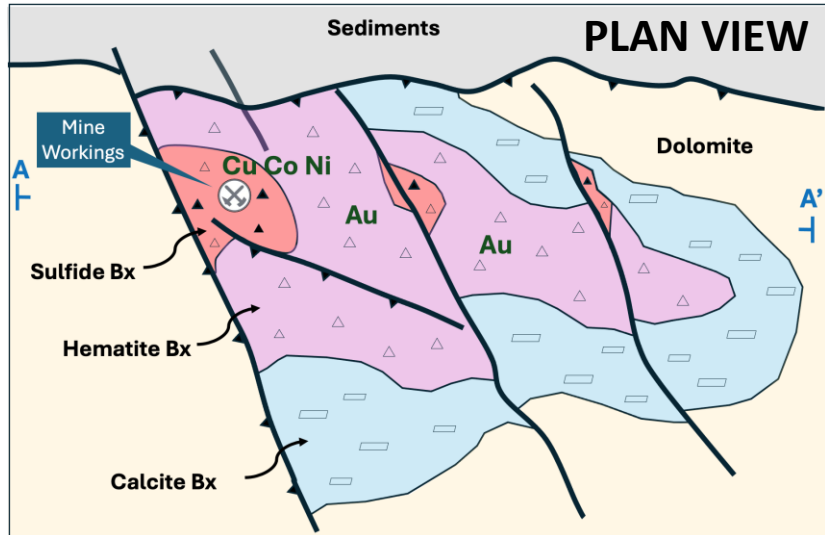 Sediments
PLAN VIEW
Mine
Workings
Dolomite
A
Cu Co Ni
A'
Au
Au
Sulfide Bx
Hematite Bx
Calcite Bx